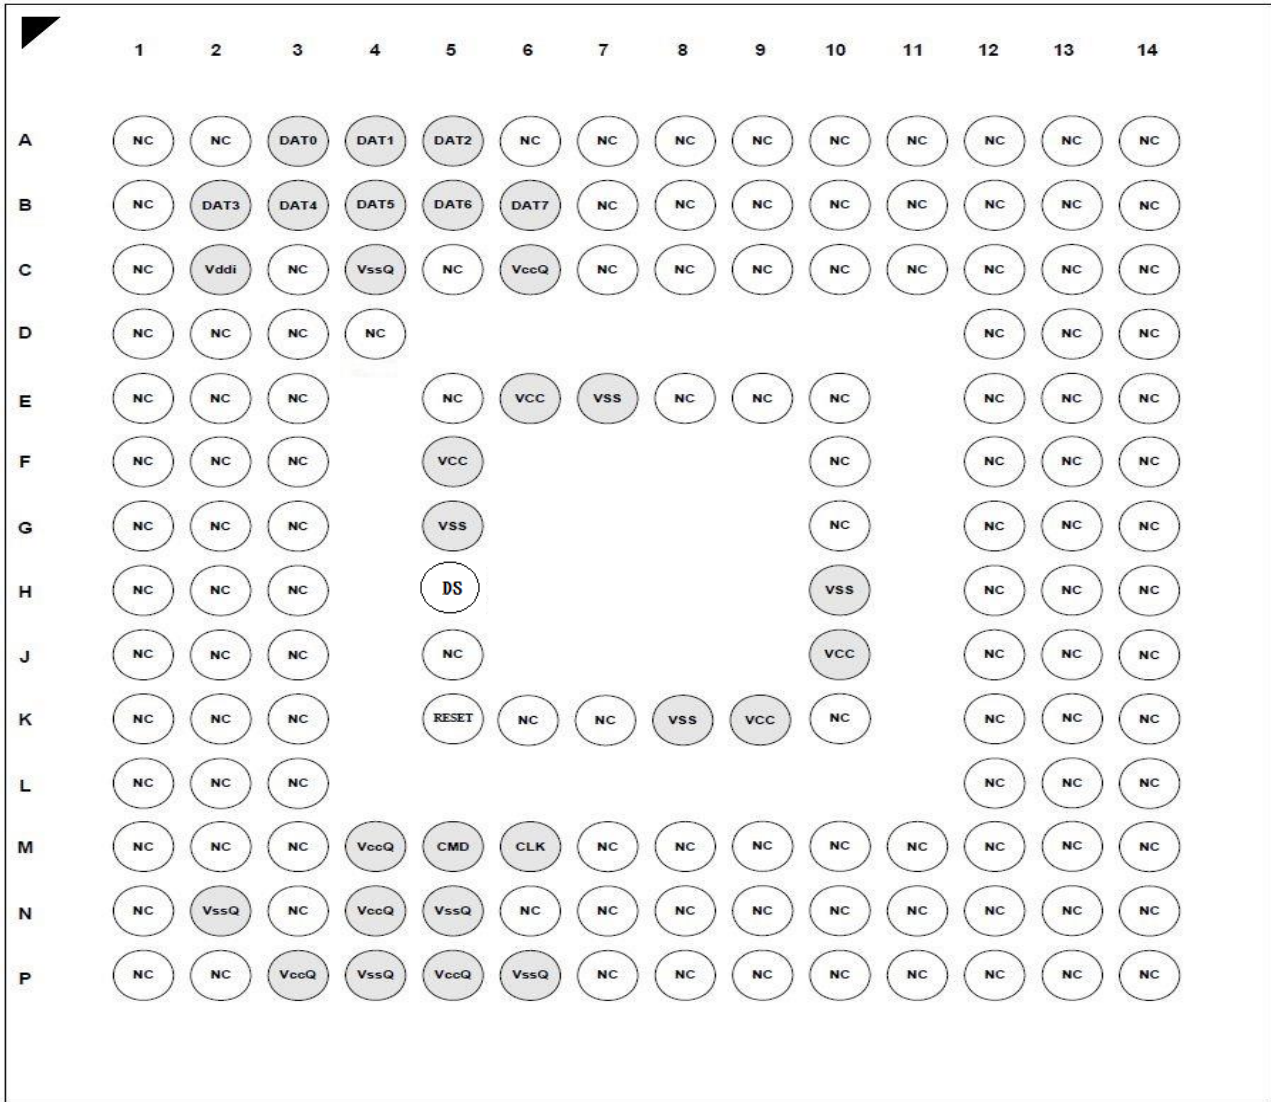 1 2 3 4 5 6 7 8 9 10 11 12 13 14
A NC NC DAT0 DAT1 DAT2 NC NC NC NC NC NC NC NC NC
B NC DAT3 DAT4 DAT5 DAT6 DAT7 NC NC NC NC NC NC NC NC
C NC Vddi NC VssQ NC VccQ NC NC NC NC NC NC NC NC
D NC NC NC NC NC NC NC
E NC NC NC NC VCC VSS NC NC NC NC NC NC
F NC NC NC VCC NC NC NC NC
G NC NC NC VSS NC NC NC NC
H NC NC NC DS VSS NC NC NC
J NC NC NC NC VCC NC NC NC
K NC NC NC RESET NC NC VSS VCC NC NC NC NC
L NC NC NC NC NC NC
M NC NC NC VccQ CMD CLK NC NC NC NC NC NC NC NC
N NC VssQ NC VccQ VssQ NC NC NC NC NC NC NC NC NC
P NC NC VccQ VssQ VccQ VssQ NC NC NC NC NC NC NC NC